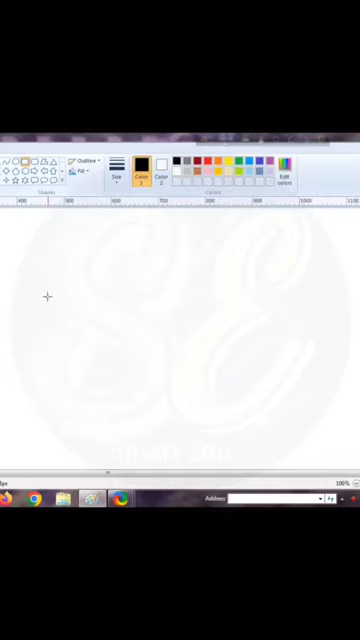 Outline
Fill
Size
Color 1
Color 2
Edit colors
Shapes
Colors
400 500 600 700 800 900 1000 1100
SE
100%
Address